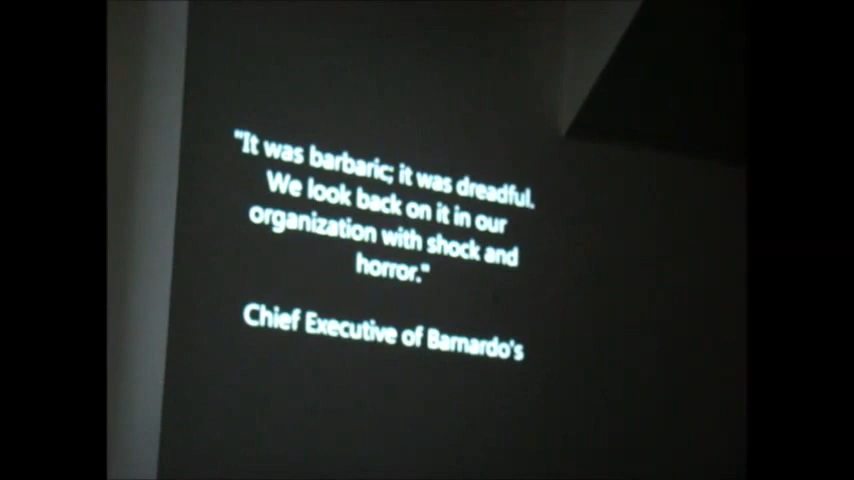 "It was barbaric; it was dreadful.
We look back on it in our
organization with shock and
horror."
Chief Executive of Barnardo's